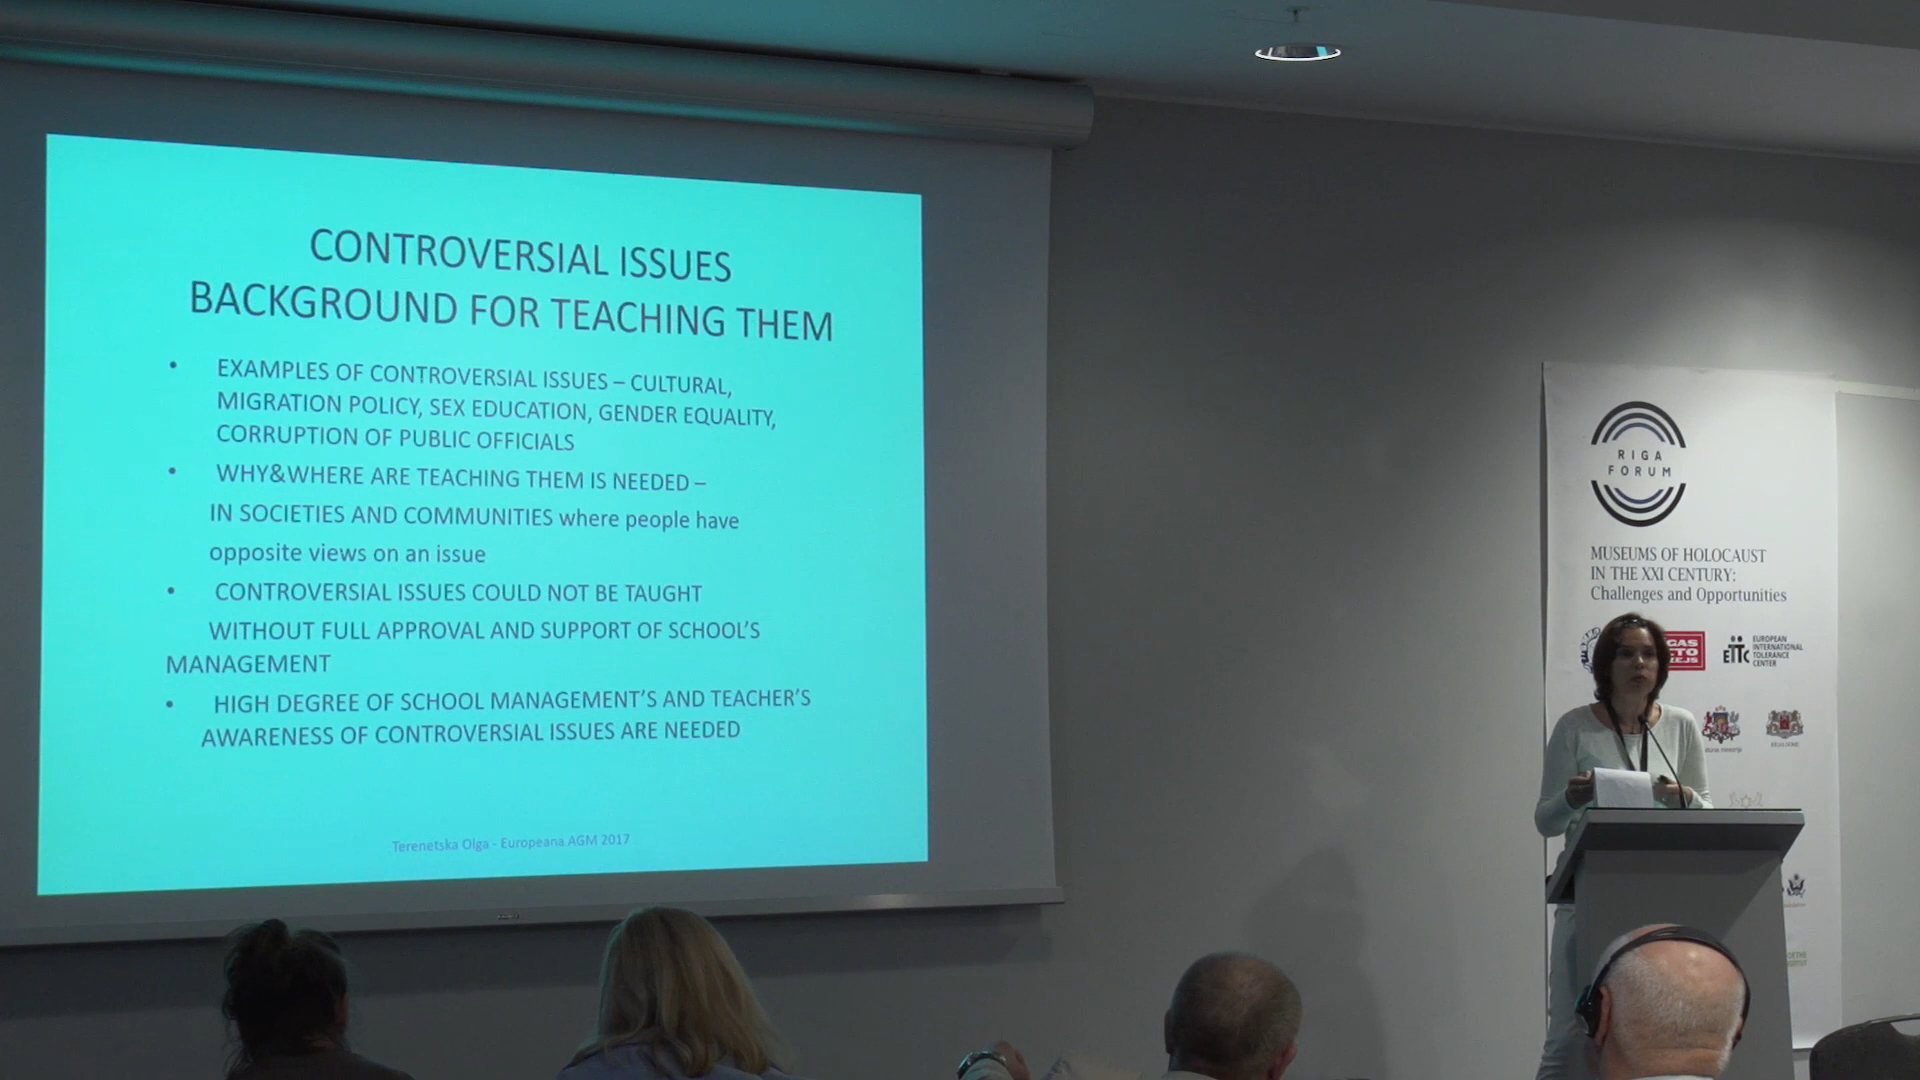 CONTROVERSIAL ISSUES
BACKGROUND FOR TEACHING THEM
• EXAMPLES OF CONTROVERSIAL ISSUES – CULTURAL,
MIGRATION POLICY, SEX EDUCATION, GENDER EQUALITY,
CORRUPTION OF PUBLIC OFFICIALS
• WHY&WHERE ARE TEACHING THEM IS NEEDED –
IN SOCIETIES AND COMMUNITIES where people have
opposite views on an issue
• CONTROVERSIAL ISSUES COULD NOT BE TAUGHT
WITHOUT FULL APPROVAL AND SUPPORT OF SCHOOL'S
MANAGEMENT
• HIGH DEGREE OF SCHOOL MANAGEMENT'S AND TEACHER'S
AWARENESS OF CONTROVERSIAL ISSUES ARE NEEDED
Terenetska Olga - Europeana AGM 2017
RIGA
FORUM
MUSEUMS OF HOLOCAUST
IN THE XXI CENTURY:
Challenges and Opportunities
EITC
EUROPEAN
INTERNATIONAL
TOLERANCE
CENTER